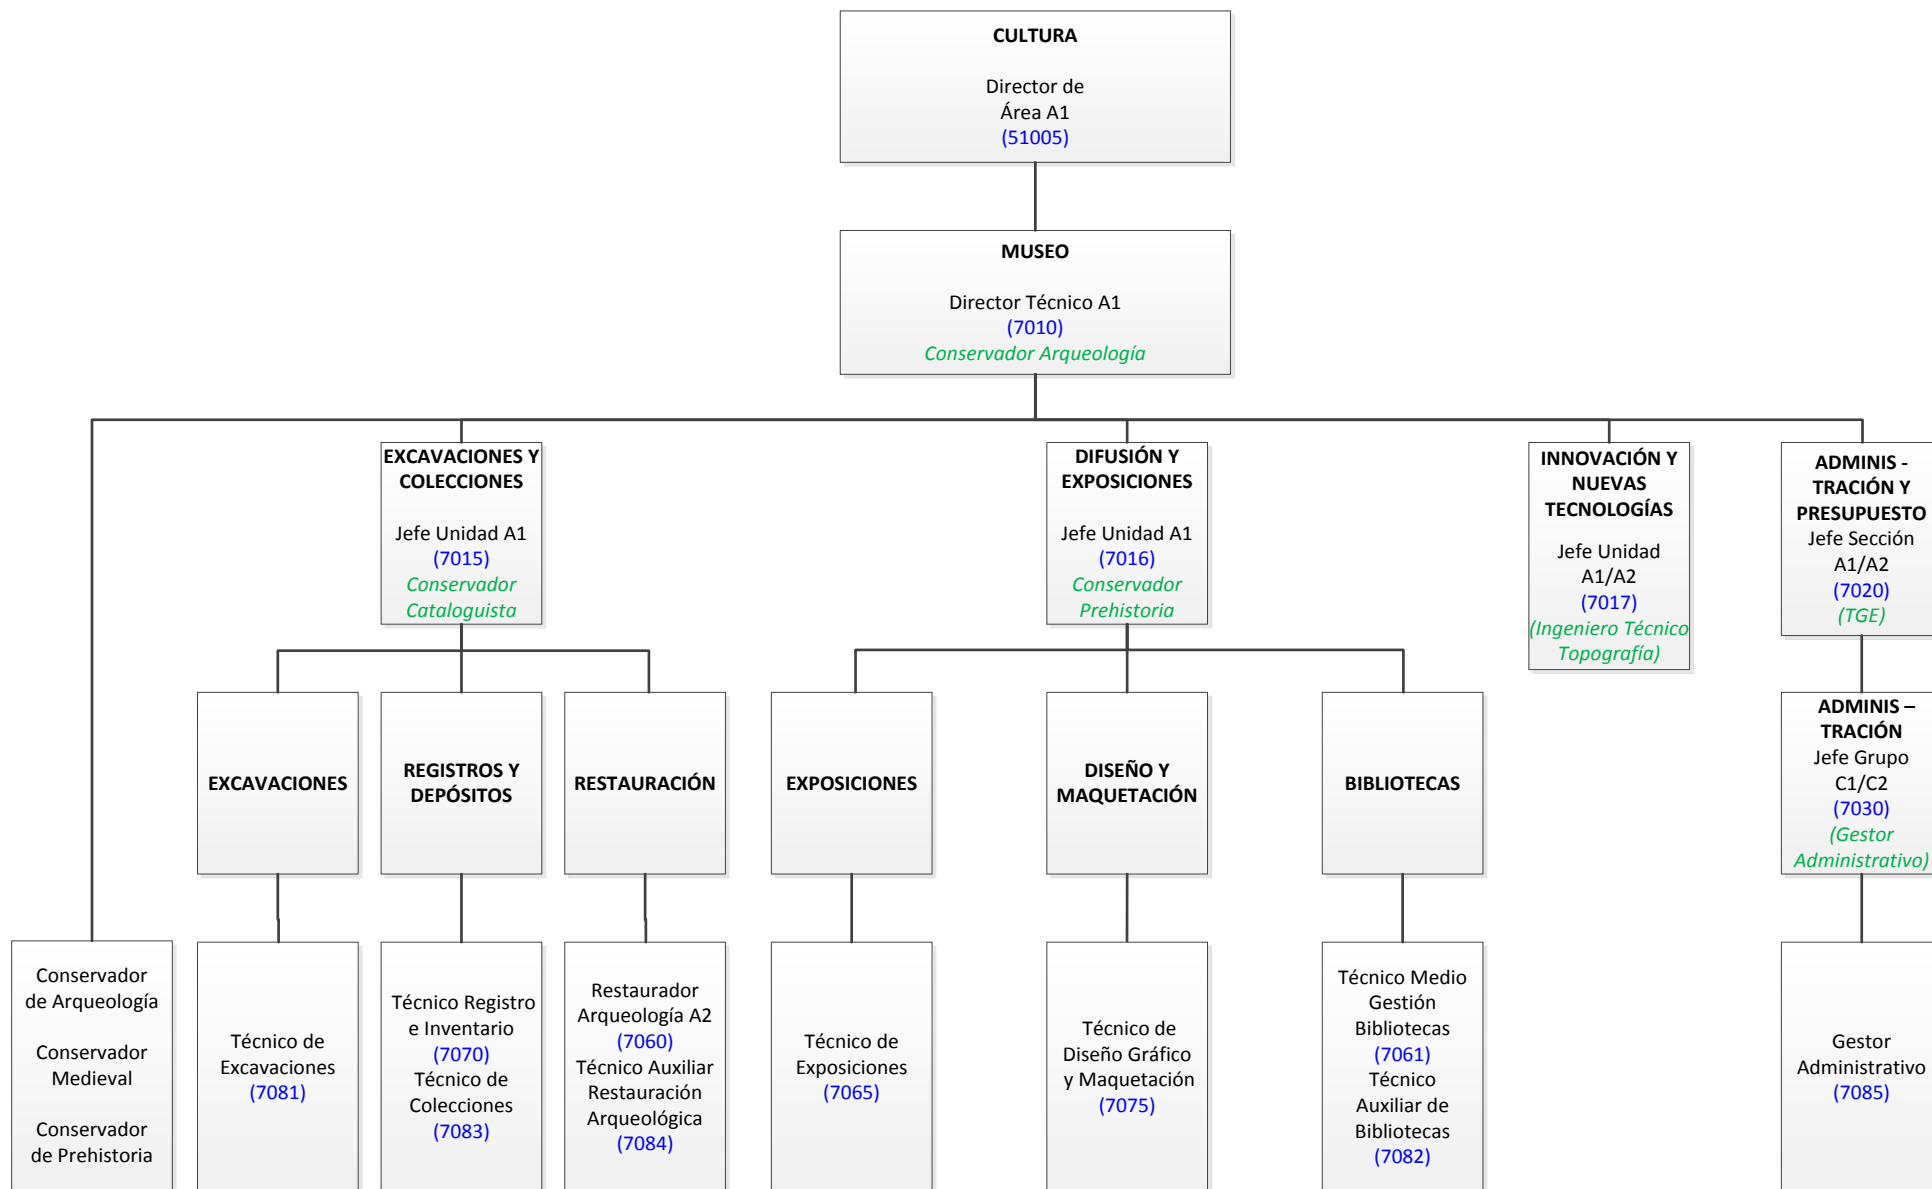 CULTURA
Director de
Área A1
(51005)
MUSEO
Director Técnico A1
(7010)
Conservador Arqueología
EXCAVACIONES Y
COLECCIONES
Jefe Unidad A1
(7015)
Conservador
Cataloguista
DIFUSIÓN Y
EXPOSICIONES
Jefe Unidad A1
(7016)
Conservador
Prehistoria
INNOVACIÓN Y
NUEVAS
TECNOLOGÍAS
Jefe Unidad
A1/A2
(7017)
(Ingeniero Técnico
Topografía)
ADMINIS -
TRACIÓN Y
PRESUPUESTO
Jefe Sección
A1/A2
(7020)
(TGE)
EXCAVACIONES
REGISTROS Y
DEPÓSITOS
RESTAURACIÓN
EXPOSICIONES
DISEÑO Y
MAQUETACIÓN
BIBLIOTECAS
ADMINIS –
TRACIÓN
Jefe Grupo
C1/C2
(7030)
(Gestor
Administrativo)
Conservador
de Arqueología
Conservador
Medieval
Conservador
de Prehistoria
Técnico de
Excavaciones
(7081)
Técnico Registro
e Inventario
(7070)
Técnico de
Colecciones
(7083)
Restaurador
Arqueología A2
(7060)
Técnico Auxiliar
Restauración
Arqueológica
(7084)
Técnico de
Exposiciones
(7065)
Técnico de
Diseño Gráfico
y Maquetación
(7075)
Técnico Medio
Gestión
Bibliotecas
(7061)
Técnico
Auxiliar de
Bibliotecas
(7082)
Gestor
Administrativo
(7085)